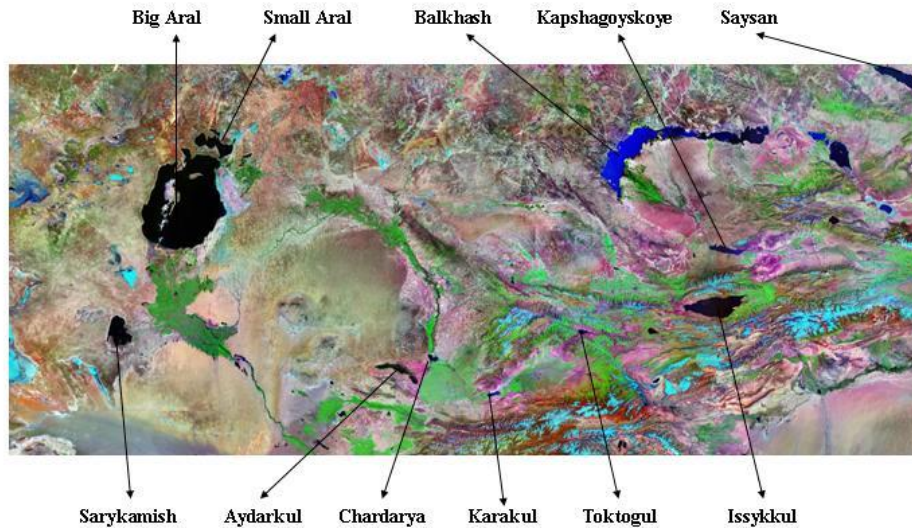 Big Aral Small Aral Balkhash Kapshagoyskoye Saysan
Sarykamish Aydarkul Chardarya Karakul Toktogul Issykkul